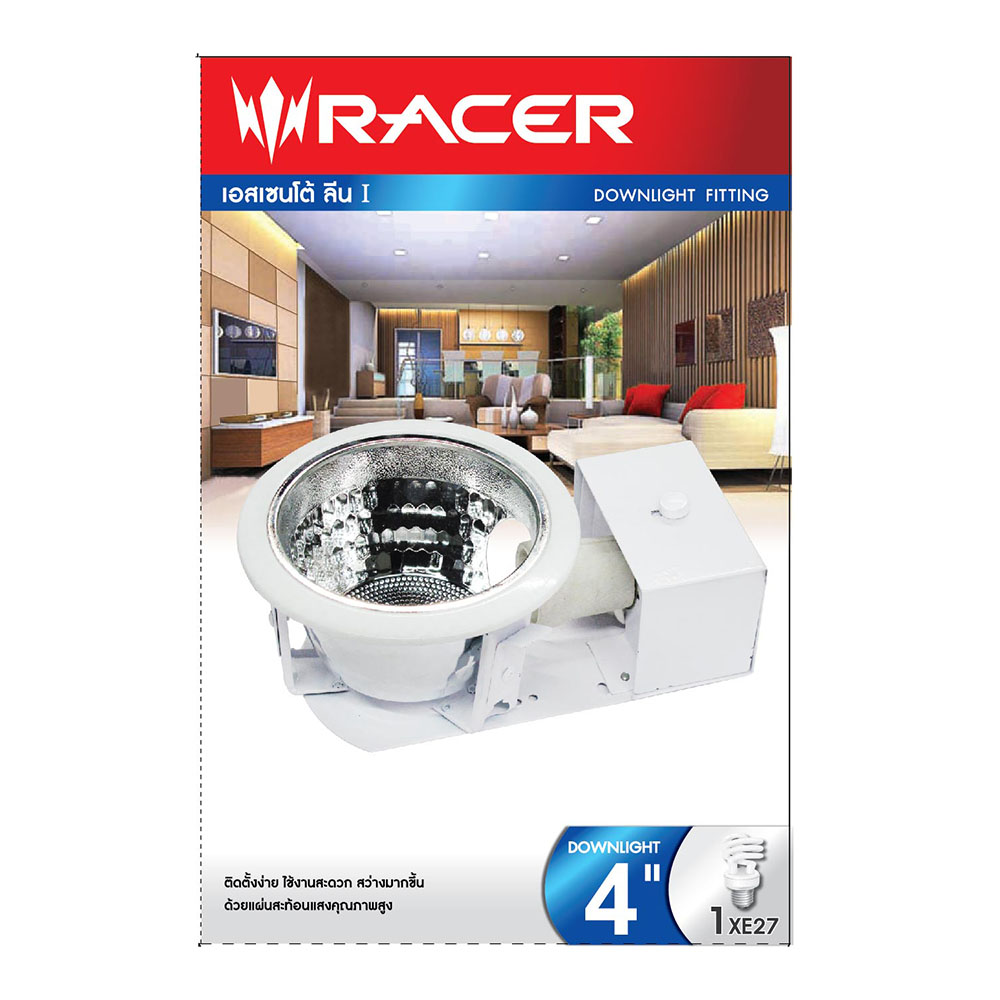 RACER
เอสเซนโต้ ลีน I
DOWNLIGHT FITTING
ติดตั้งง่าย ใช้งานสะดวก สว่างมากขึ้น
ด้วยแผ่นสะท้อนแสงคุณภาพสูง
DOWNLIGHT
4"
1XE27